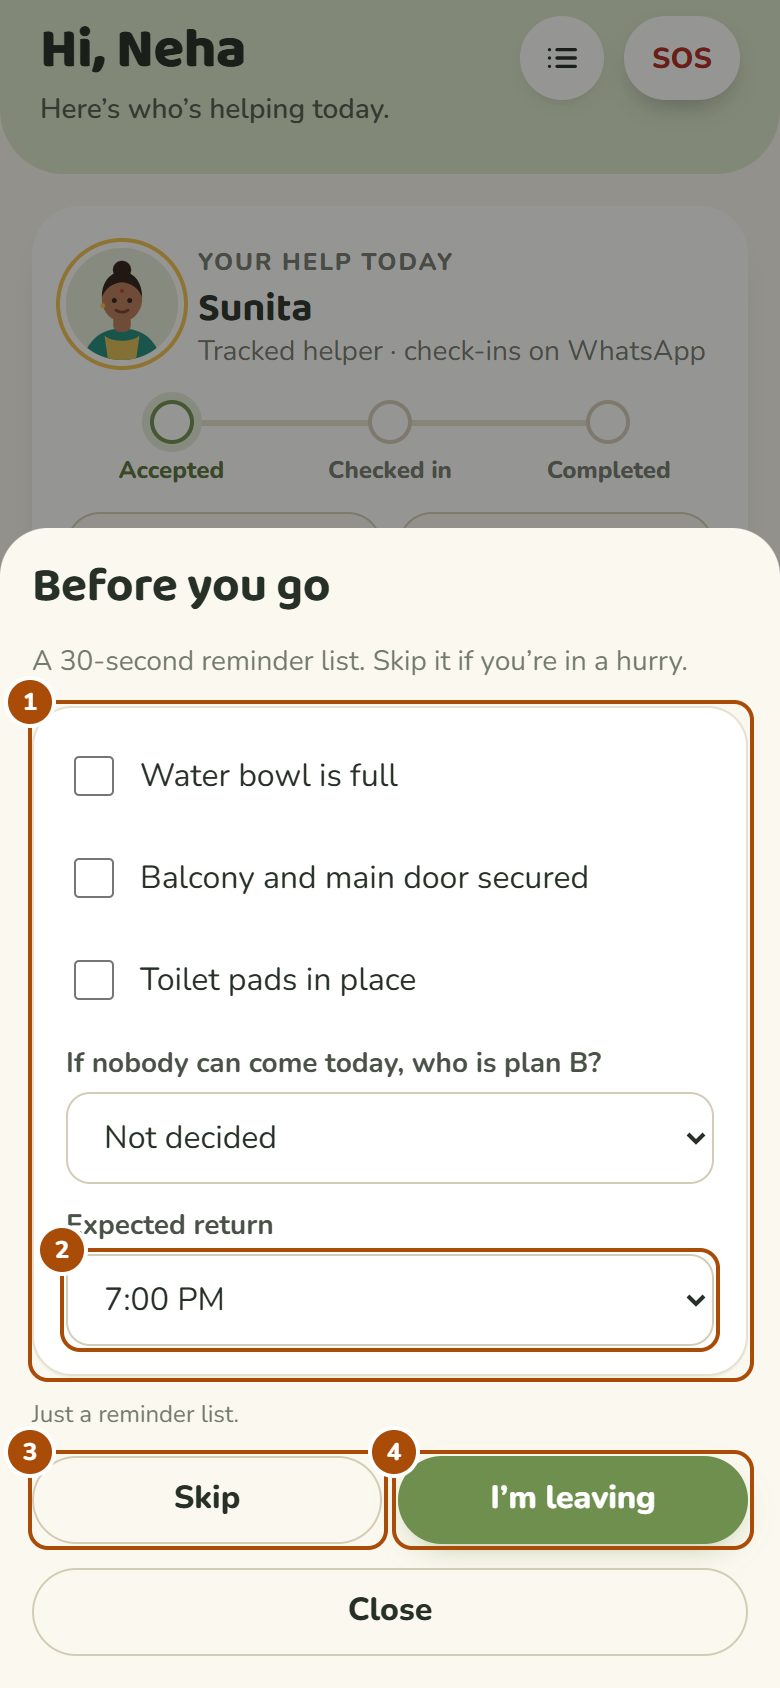 Hi, Neha
SOS
Here’s who’s helping today.
YOUR HELP TODAY
Sunita
Tracked helper · check-ins on WhatsApp
Accepted
Checked in
Completed
Before you go
A 30-second reminder list. Skip it if you’re in a hurry.
1
Water bowl is full
Balcony and main door secured
Toilet pads in place
If nobody can come today, who is plan B?
Not decided
Expected return
2
7:00 PM
Just a reminder list.
3
Skip
4
I’m leaving
Close